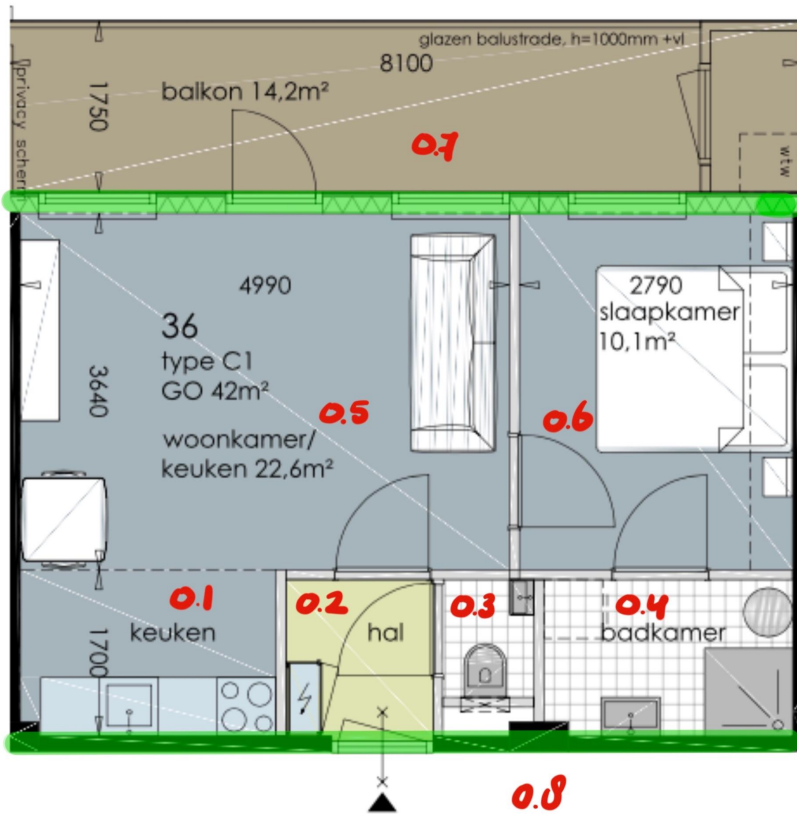 glazen balustrade, h=1000mm +vl
8100
privacy scherm
1750
balkon 14,2m²
0.7
wtw
4990
2790
36
slaapkamer
type C1
10,1m²
GO 42m²
3640
0.5
0.6
woonkamer/
keuken 22,6m²
0.1
0.2
0.3
0.4
keuken
hal
badkamer
1700
0.8